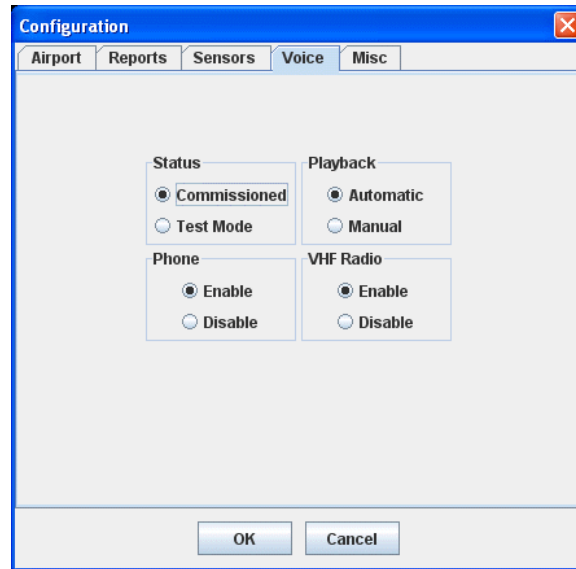 Configuration
Airport Reports Sensors Voice Misc
Status Playback
Commissioned Automatic
Test Mode Manual
Phone VHF Radio
Enable Enable
Disable Disable
OK Cancel